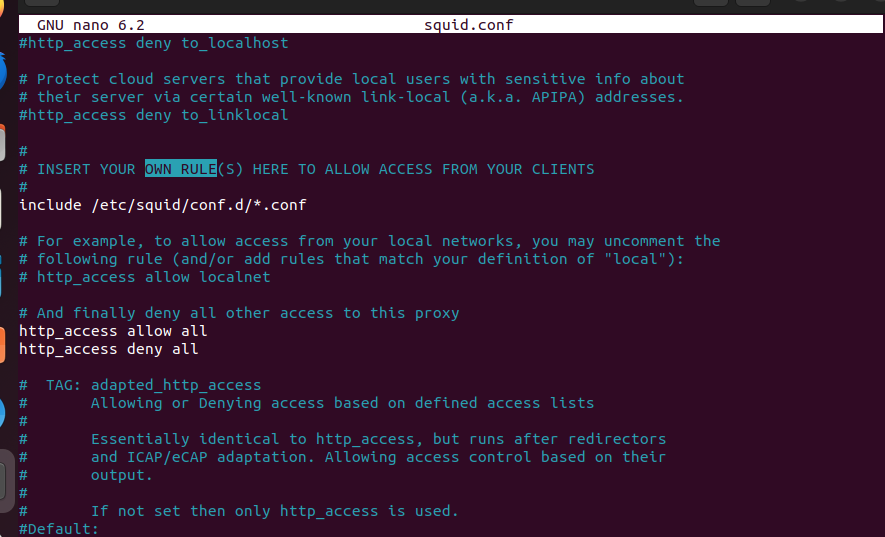 GNU nano 6.2 squid.conf
#http_access deny to_localhost
# Protect cloud servers that provide local users with sensitive info about
# their server via certain well-known link-local (a.k.a. APIPA) addresses.
#http_access deny to_linklocal
#
# INSERT YOUR OWN RULE(S) HERE TO ALLOW ACCESS FROM YOUR CLIENTS
#
include /etc/squid/conf.d/*.conf
# For example, to allow access from your local networks, you may uncomment the
# following rule (and/or add rules that match your definition of "local"):
# http_access allow localnet
# And finally deny all other access to this proxy
http_access allow all
http_access deny all
#  TAG: adapted_http_access
#       Allowing or Denying access based on defined access lists
#
#       Essentially identical to http_access, but runs after redirectors
#       and ICAP/eCAP adaptation. Allowing access control based on their
#       output.
#
#       If not set then only http_access is used.
#Default: